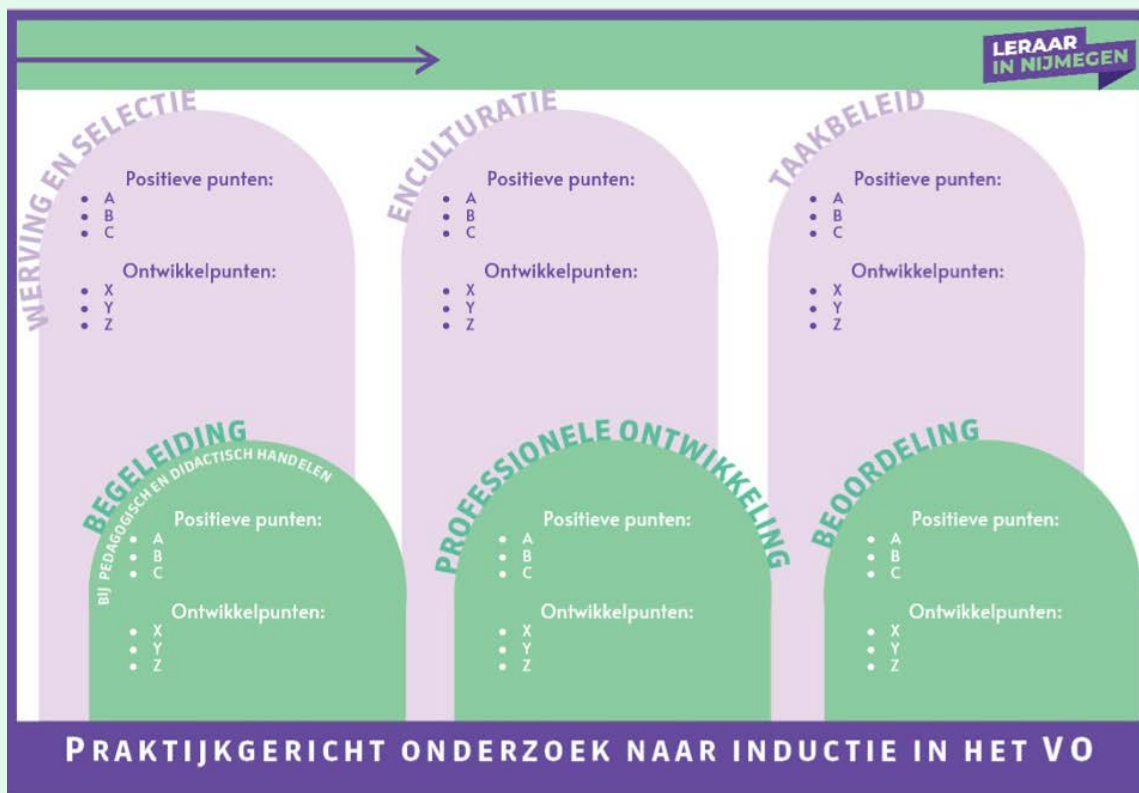 LERAAR
IN NIJMEGEN
WERVING EN SELECTIE
Positieve punten:
• A
• B
• C
Ontwikkelpunten:
• X
• Y
• Z
ENCULTURATIE
Positieve punten:
• A
• B
• C
Ontwikkelpunten:
• X
• Y
• Z
TAAKBELEID
Positieve punten:
• A
• B
• C
Ontwikkelpunten:
• X
• Y
• Z
BEGELEIDING
BIJ PEDAGOGISCH EN DIDACTISCH HANDELEN
Positieve punten:
• A
• B
• C
Ontwikkelpunten:
• X
• Y
• Z
PROFESSIONELE ONTWIKKELING
Positieve punten:
• A
• B
• C
Ontwikkelpunten:
• X
• Y
• Z
BEOORDELING
Positieve punten:
• A
• B
• C
Ontwikkelpunten:
• X
• Y
• Z
PRAKTIJKGERICHT ONDERZOEK NAAR INDUCTIE IN HET VO